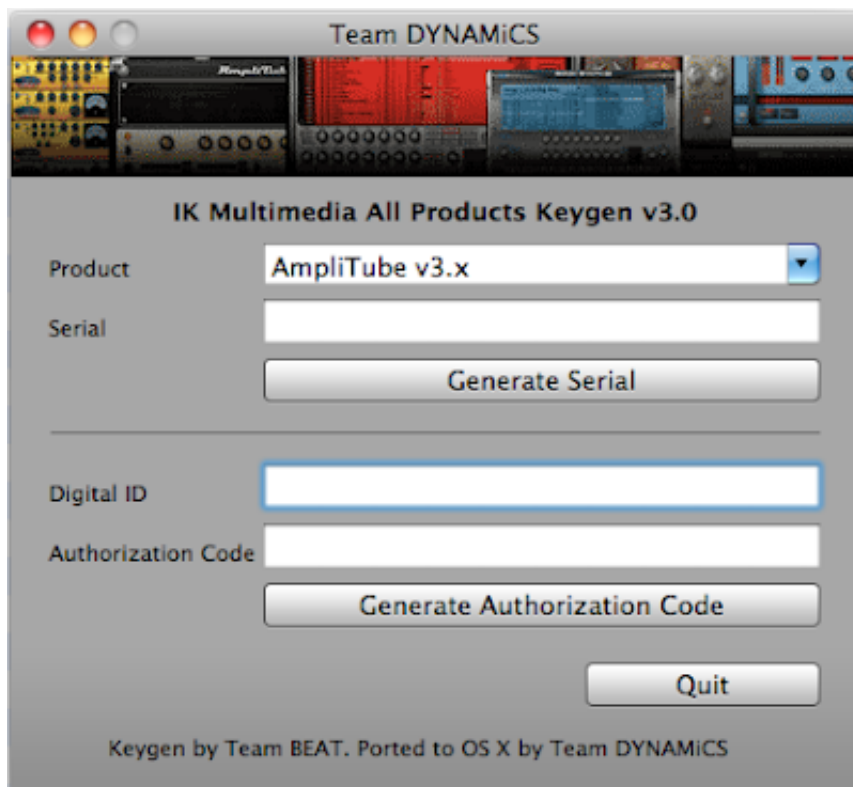 Team DYNAMiCS
AmpliTube
IK Multimedia All Products Keygen v3.0
Product
AmpliTube v3.x
Serial
Generate Serial
Digital ID
Authorization Code
Generate Authorization Code
Quit
Keygen by Team BEAT. Ported to OS X by Team DYNAMiCS